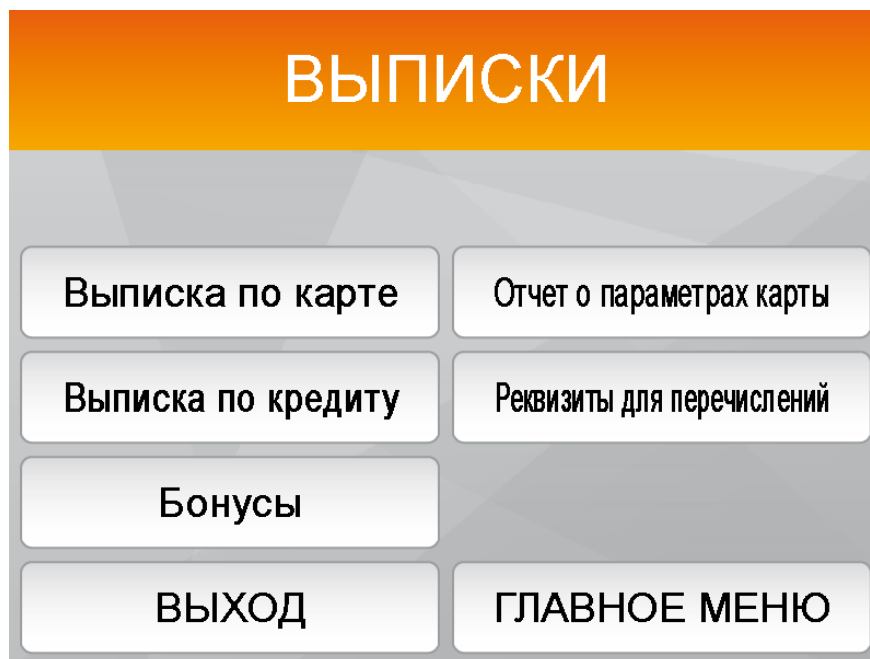 ВЫПИСКИ
Выписка по карте
Отчет о параметрах карты
Выписка по кредиту
Реквизиты для перечислений
Бонусы
ВЫХОД
ГЛАВНОЕ МЕНЮ